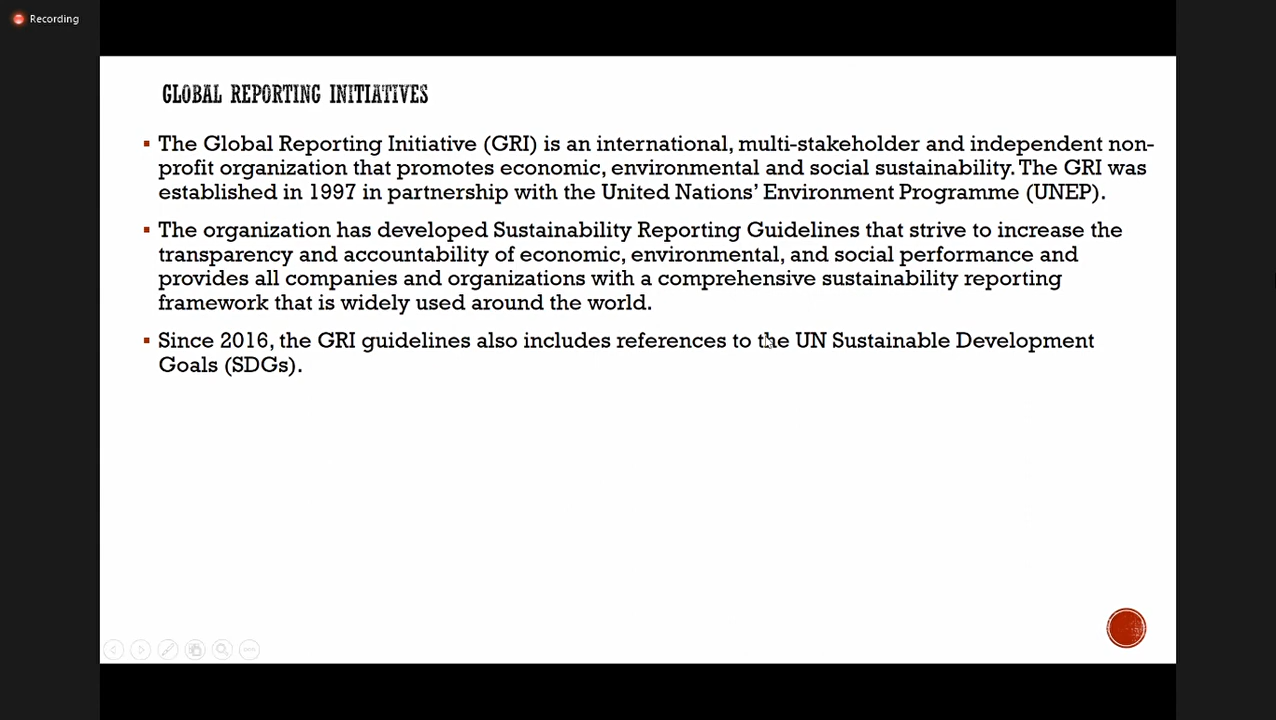 Recording
GLOBAL REPORTING INITIATIVES
▪ The Global Reporting Initiative (GRI) is an international, multi-stakeholder and independent non-
profit organization that promotes economic, environmental and social sustainability. The GRI was
established in 1997 in partnership with the United Nations’ Environment Programme (UNEP).
▪ The organization has developed Sustainability Reporting Guidelines that strive to increase the
transparency and accountability of economic, environmental, and social performance and
provides all companies and organizations with a comprehensive sustainability reporting
framework that is widely used around the world.
▪ Since 2016, the GRI guidelines also includes references to the UN Sustainable Development
Goals (SDGs).